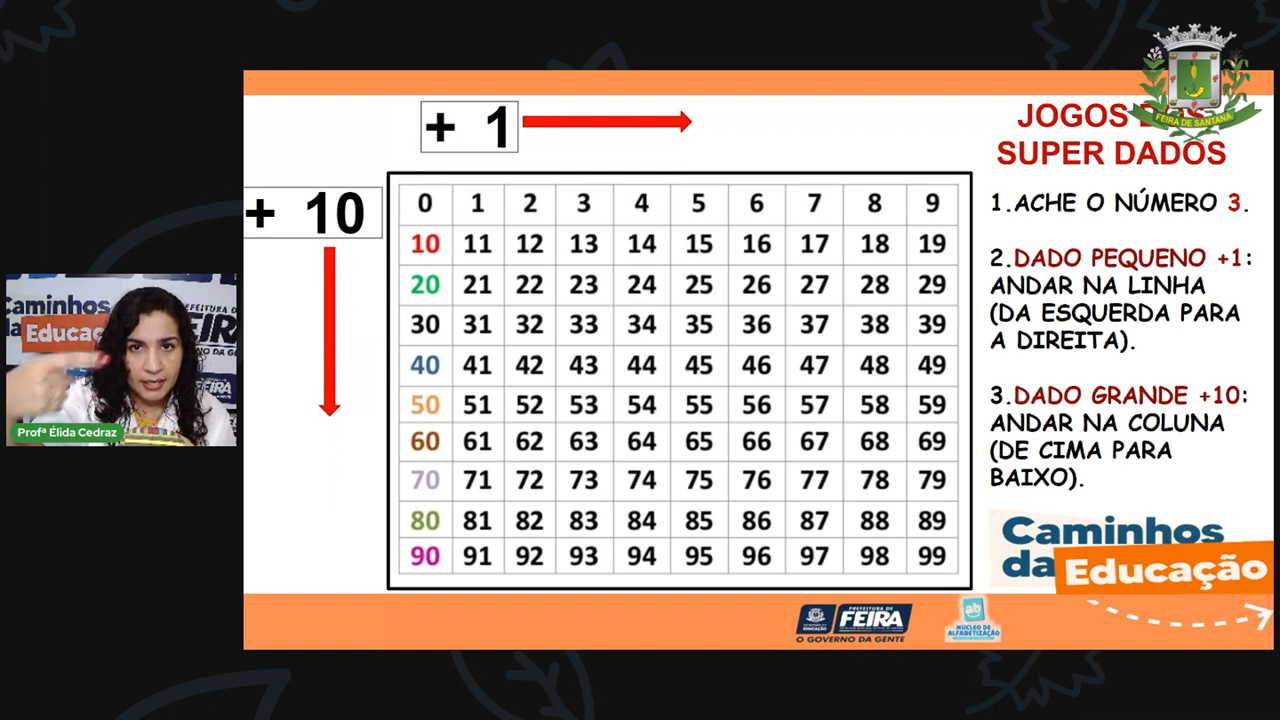 + 1
+ 10
0 1 2 3 4 5 6 7 8 9
10 11 12 13 14 15 16 17 18 19
20 21 22 23 24 25 26 27 28 29
30 31 32 33 34 35 36 37 38 39
40 41 42 43 44 45 46 47 48 49
50 51 52 53 54 55 56 57 58 59
60 61 62 63 64 65 66 67 68 69
70 71 72 73 74 75 76 77 78 79
80 81 82 83 84 85 86 87 88 89
90 91 92 93 94 95 96 97 98 99
FEIRA DE SANTANA
JOGOS
SUPER DADOS
1.ACHE O NÚMERO 3.
2.DADO PEQUENO +1:
ANDAR NA LINHA
(DA ESQUERDA PARA
A DIREITA).
3.DADO GRANDE +10:
ANDAR NA COLUNA
(DE CIMA PARA
BAIXO).
Caminhos
da Educação
Caminhos
Educaç
Profª Élida Cedraz
PREFEITURA DE
FEIRA
O GOVERNO DA GENTE
NÚCLEO DE
ALFABETIZAÇÃO